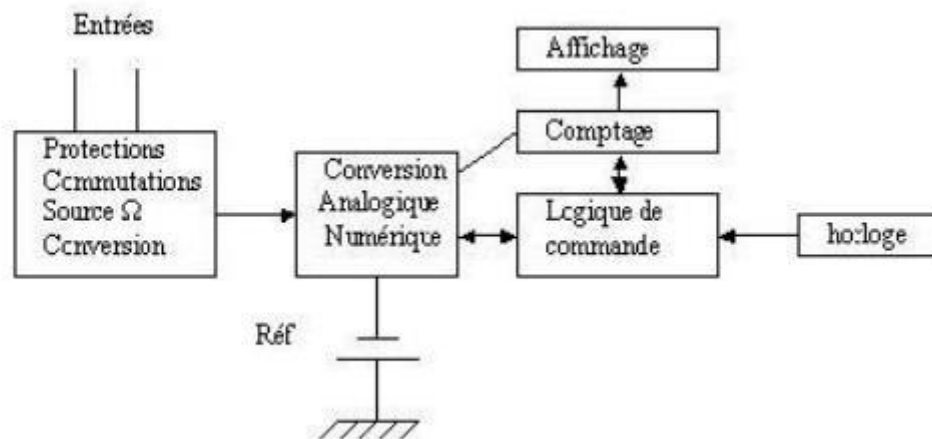 Entrées
Affichage
Protections
Commutations
Source Ω
Conversion
Conversion
Analogique
Numérique
Comptage
Logique de
commande
horloge
Réf